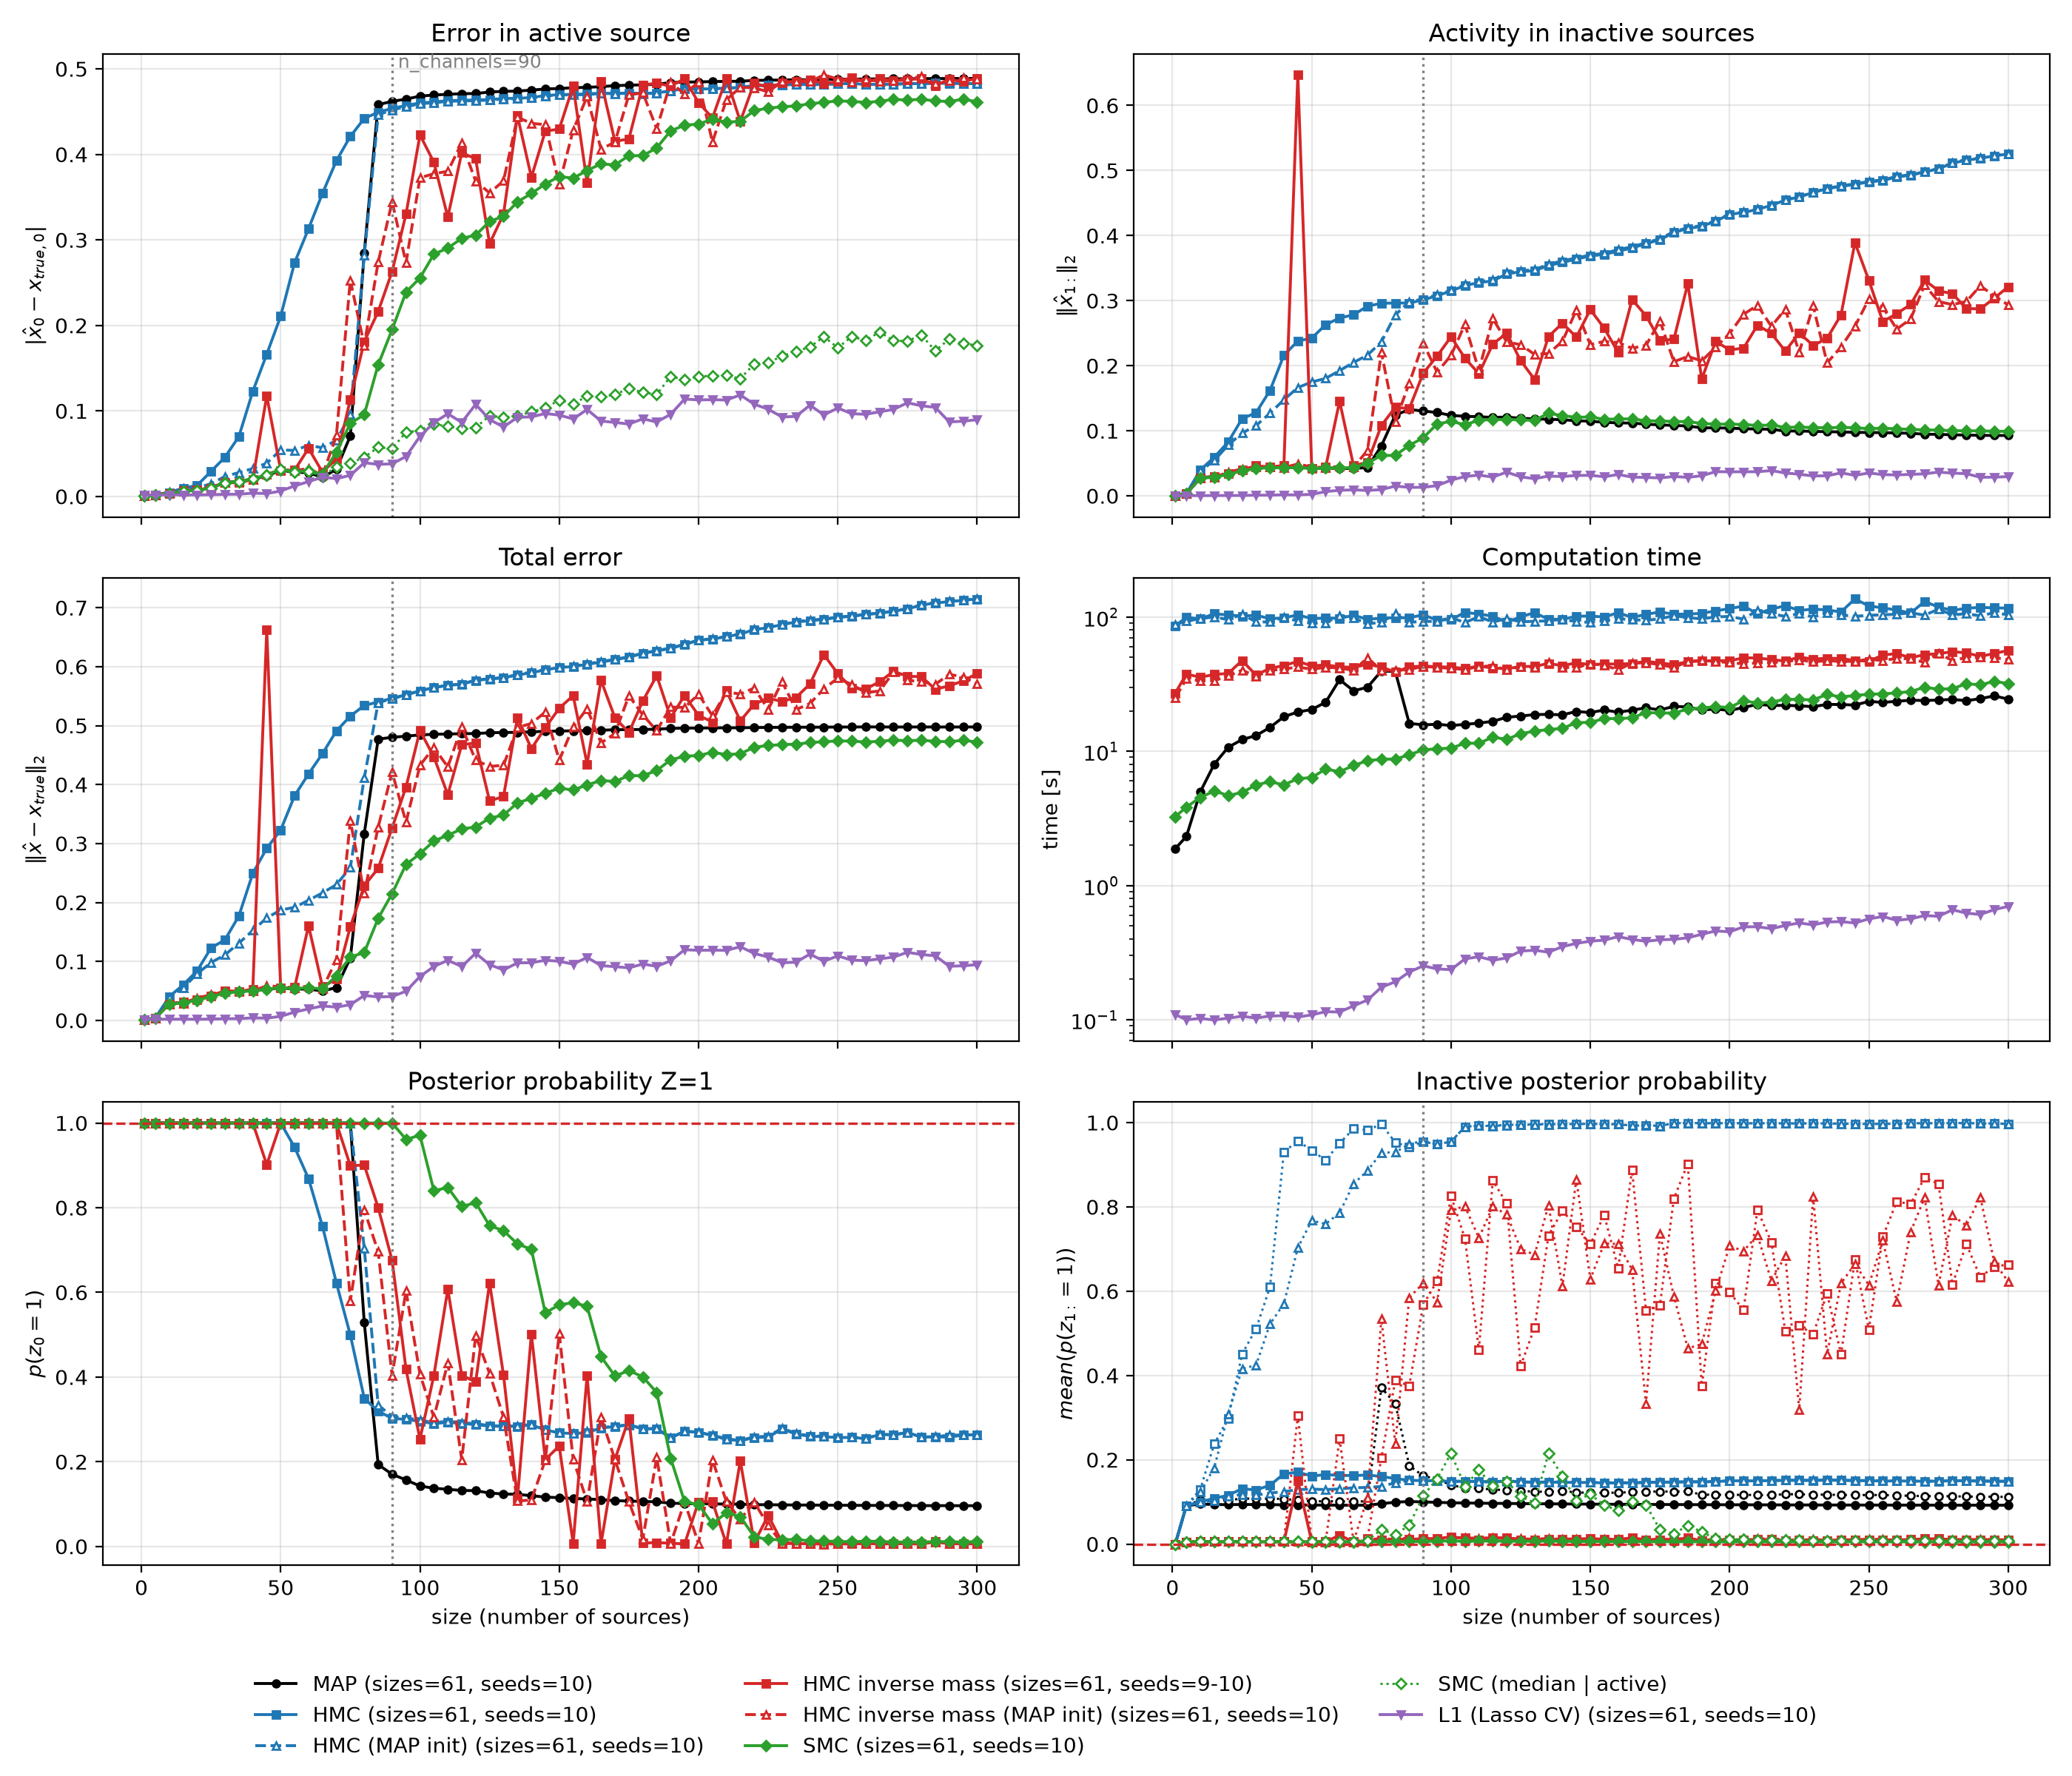 Error in active source
Activity in inactive sources
n_channels=90
|x̂₀ − x_{true,0}|
0.5
0.4
0.3
0.2
0.1
0.0
‖x̂_{1:}‖₂
0.6
0.5
0.4
0.3
0.2
0.1
0.0
Total error
Computation time
‖x̂ − x_{true}‖₂
0.7
0.6
0.5
0.4
0.3
0.2
0.1
0.0
time [s]
10²
10¹
10⁰
10⁻¹
Posterior probability Z=1
Inactive posterior probability
p(z₀ = 1)
1.0
0.8
0.6
0.4
0.2
0.0
0 50 100 150 200 250 300
size (number of sources)
mean(p(z_{1:} = 1))
1.0
0.8
0.6
0.4
0.2
0.0
0 50 100 150 200 250 300
size (number of sources)
MAP (sizes=61, seeds=10)
HMC (sizes=61, seeds=10)
HMC (MAP init) (sizes=61, seeds=10)
HMC inverse mass (sizes=61, seeds=9-10)
HMC inverse mass (MAP init) (sizes=61, seeds=10)
SMC (sizes=61, seeds=10)
SMC (median | active)
L1 (Lasso CV) (sizes=61, seeds=10)